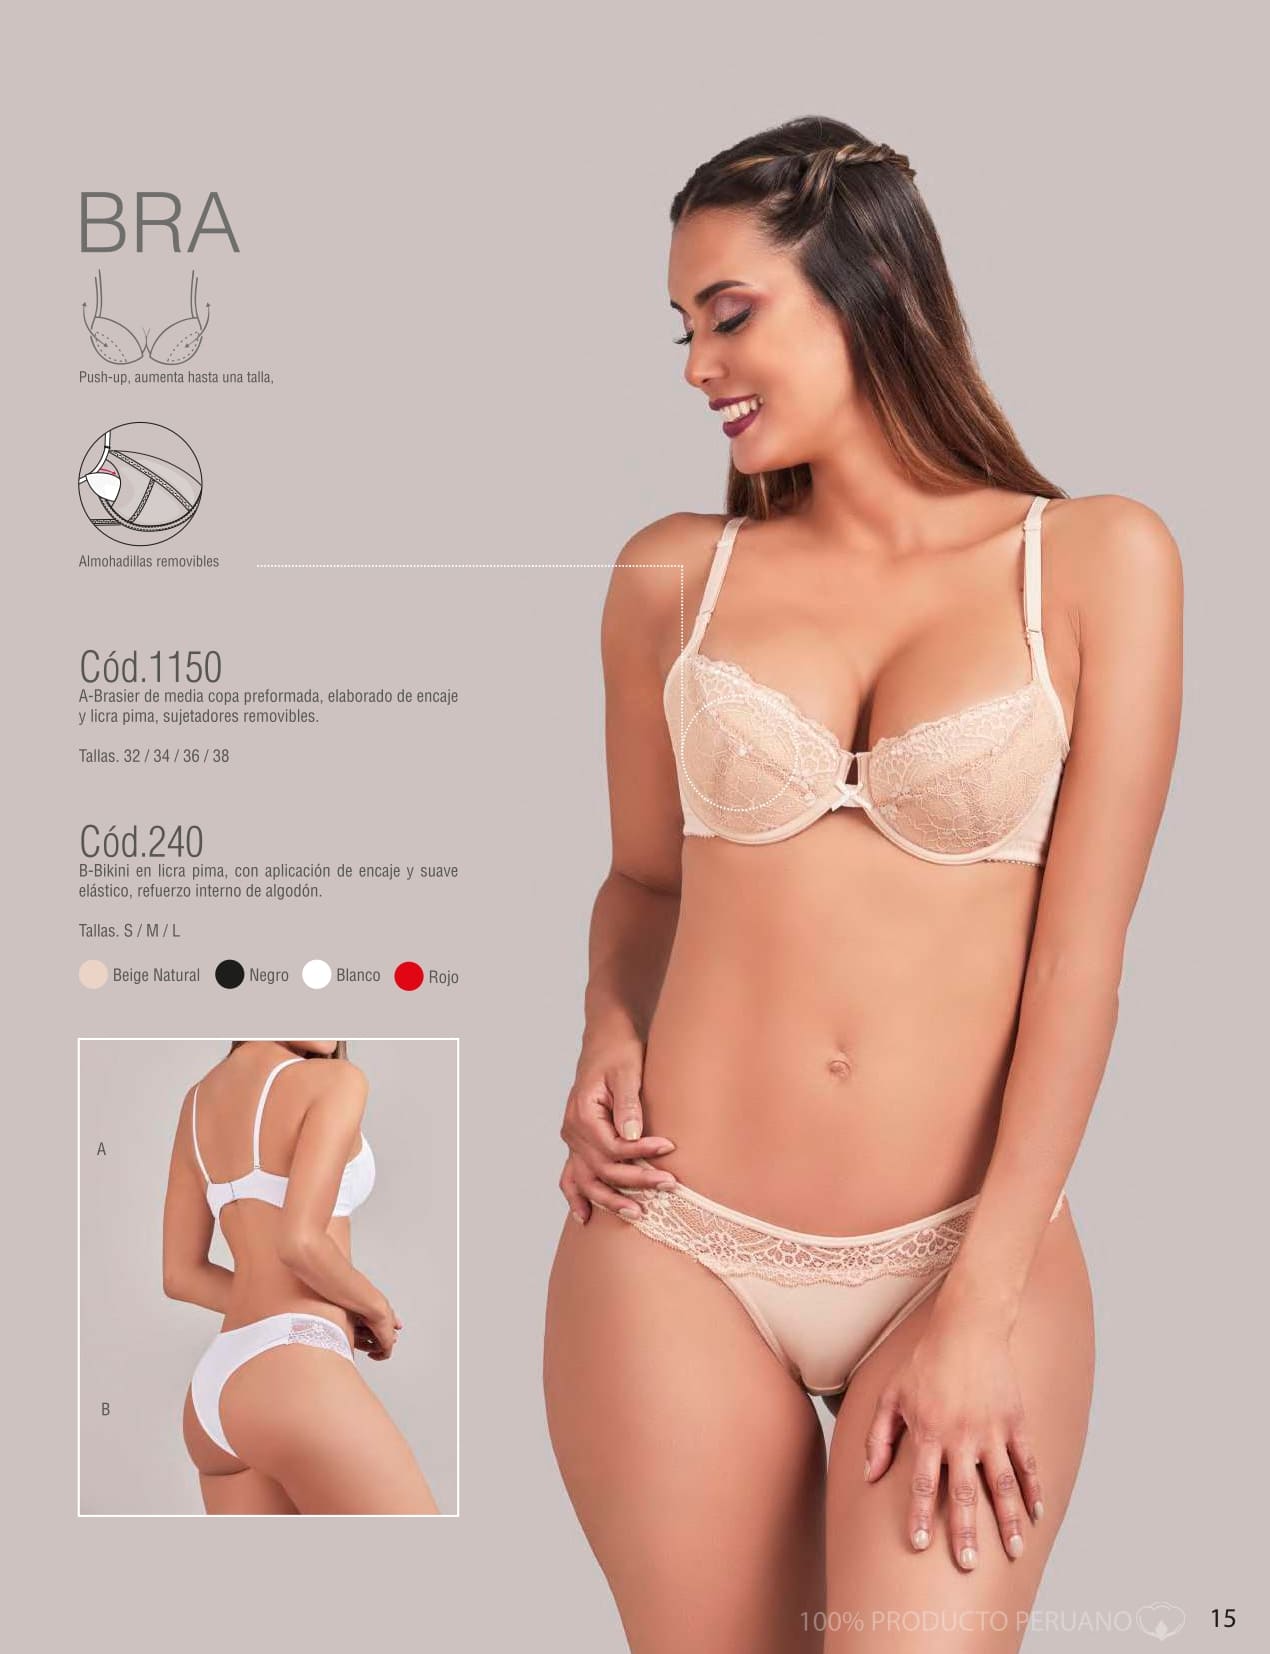 BRA
Push-up, aumenta hasta una talla,
Almohadillas removibles
Cód.1150
A-Brasier de media copa preformada, elaborado de encaje
y licra pima, sujetadores removibles.
Tallas. 32 / 34 / 36 / 38
Cód.240
B-Bikini en licra pima, con aplicación de encaje y suave
elástico, refuerzo interno de algodón.
Tallas. S / M / L
Beige Natural Negro Blanco Rojo
A
B
100% PRODUCTO PERUANO 15